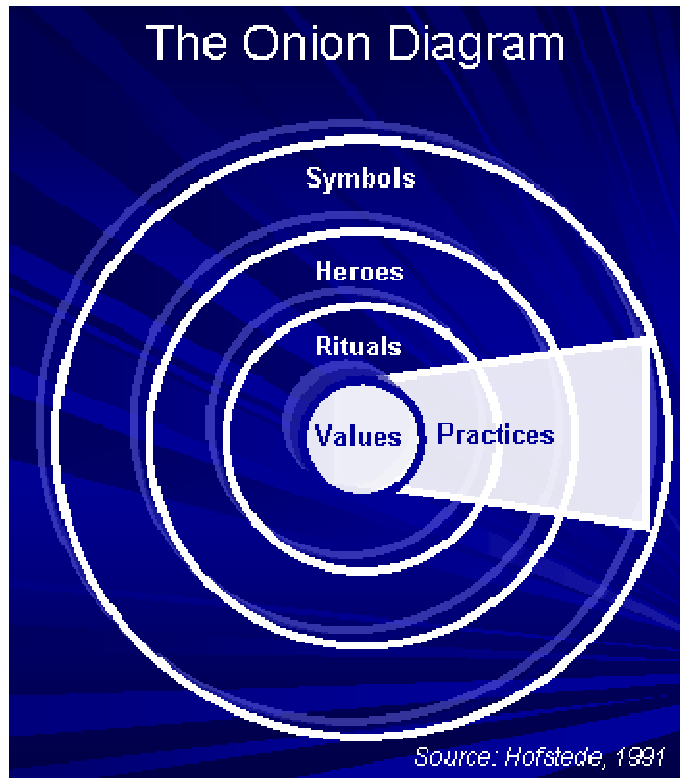 The Onion Diagram
Symbols
Heroes
Rituals
Values
Practices
Source: Hofstede, 1991